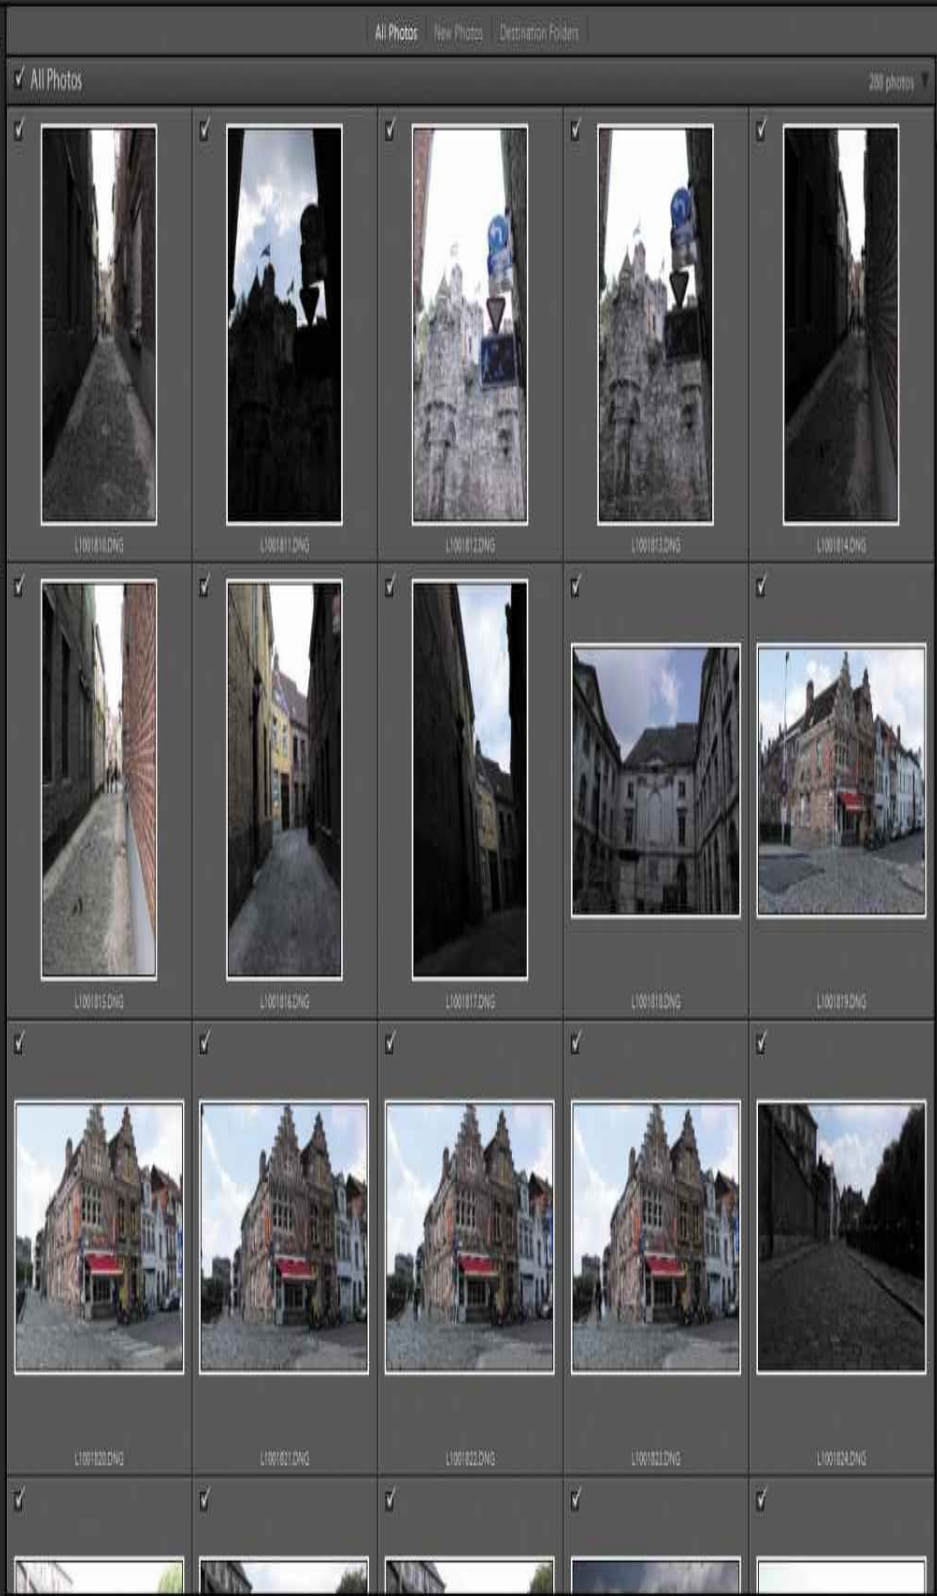 All Photos New Photos Destination Folders
All Photos 288 photos
L1001810.DNG L1001811.DNG L1001812.DNG L1001813.DNG L1001814.DNG
L1001815.DNG L1001816.DNG L1001817.DNG L1001818.DNG L1001819.DNG
L1001820.DNG L1001821.DNG L1001822.DNG L1001823.DNG L1001824.DNG